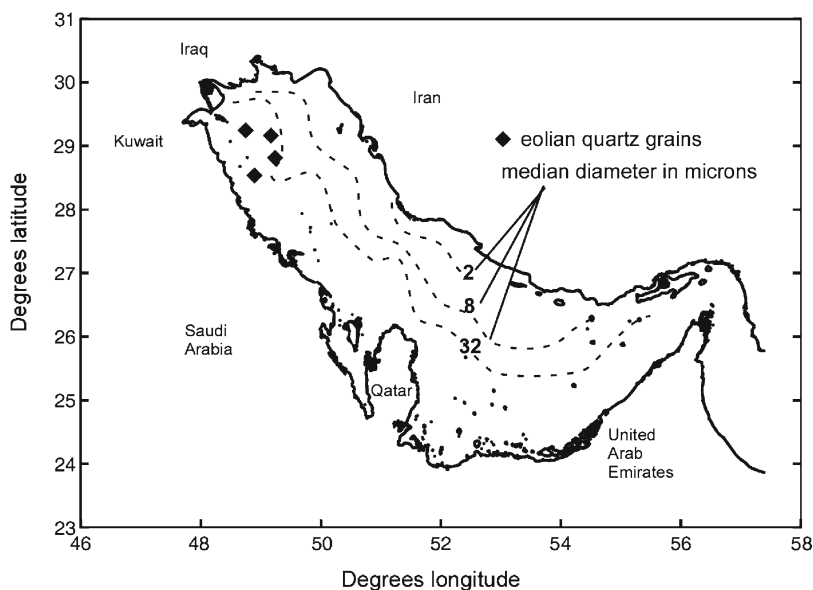 31
30
29
28
27
26
25
24
23
46
48
50
52
54
56
58
Degrees latitude
Degrees longitude
Iraq
Iran
Kuwait
eolian quartz grains
median diameter in microns
2
8
32
Saudi
Arabia
Qatar
United
Arab
Emirates